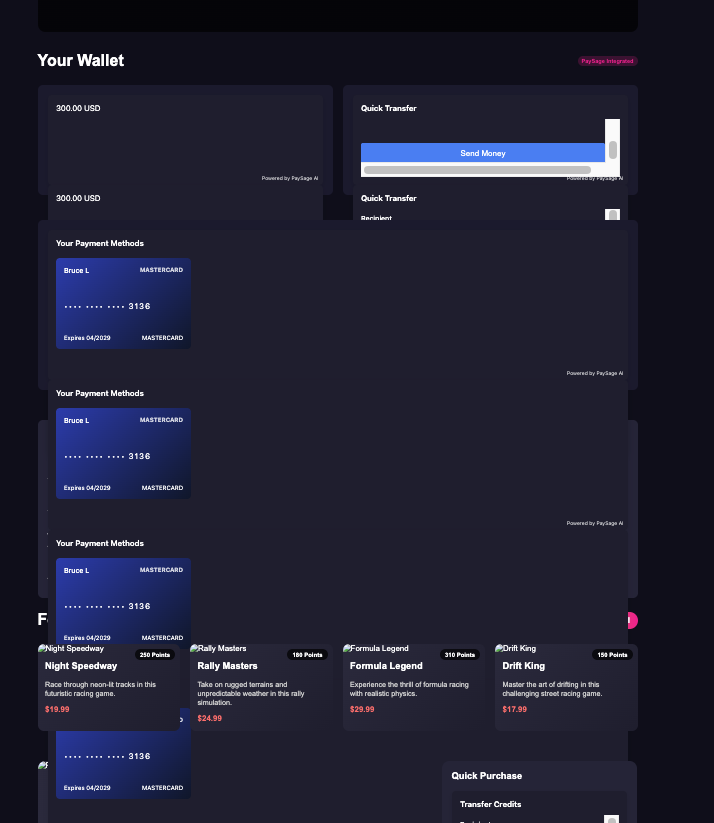 Your Wallet
PaySage Integrated
300.00 USD
Powered by PaySage AI
Quick Transfer
Send Money
Powered by PaySage AI
300.00 USD
Quick Transfer
Recipient
Your Payment Methods
Bruce L MASTERCARD
•••• •••• •••• 3136
Expires 04/2029 MASTERCARD
Powered by PaySage AI
Your Payment Methods
Bruce L MASTERCARD
•••• •••• •••• 3136
Expires 04/2029 MASTERCARD
Powered by PaySage AI
Your Payment Methods
Bruce L MASTERCARD
•••• •••• •••• 3136
Expires 04/2029 MASTERCARD
Night Speedway
250 Points
Night Speedway
Race through neon-lit tracks in this
futuristic racing game.
$19.99
Rally Masters
180 Points
Rally Masters
Take on rugged terrains and
unpredictable weather in this rally
simulation.
$24.99
Formula Legend
310 Points
Formula Legend
Experience the thrill of formula racing
with realistic physics.
$29.99
Drift King
150 Points
Drift King
Master the art of drifting in this
challenging street racing game.
$17.99
•••• •••• •••• 3136
Expires 04/2029 MASTERCARD
Quick Purchase
Transfer Credits